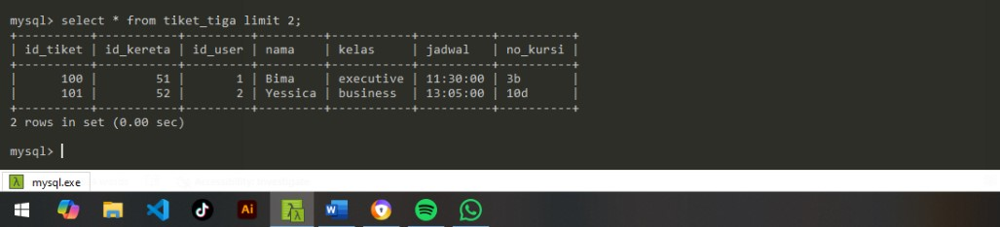 mysql> select * from tiket_tiga limit 2;
+----------+-----------+---------+---------+-----------+----------+----------+
| id_tiket | id_kereta | id_user | nama    | kelas     | jadwal   | no_kursi |
+----------+-----------+---------+---------+-----------+----------+----------+
|      100 |        51 |       1 | Bima    | executive | 11:30:00 | 3b       |
|      101 |        52 |       2 | Yessica | business  | 13:05:00 | 10d      |
+----------+-----------+---------+---------+-----------+----------+----------+
2 rows in set (0.00 sec)
mysql>
λ mysql.exe
Ai λλ W